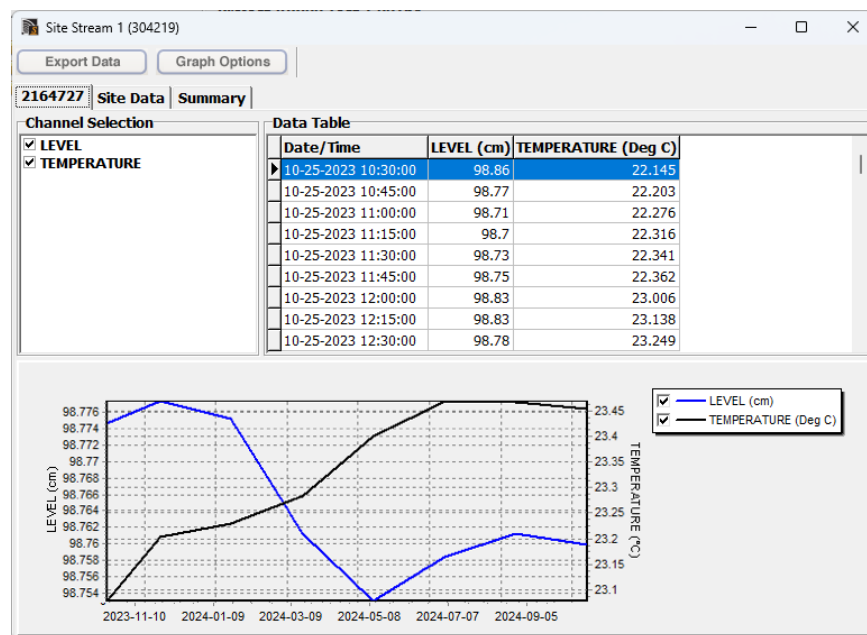 Site Stream 1 (304219)
Export Data Graph Options
2164727 Site Data Summary
Channel Selection
LEVEL
TEMPERATURE
Data Table
Date/Time LEVEL (cm) TEMPERATURE (Deg C)
10-25-2023 10:30:00 98.86 22.145
10-25-2023 10:45:00 98.77 22.203
10-25-2023 11:00:00 98.71 22.276
10-25-2023 11:15:00 98.7 22.316
10-25-2023 11:30:00 98.73 22.341
10-25-2023 11:45:00 98.75 22.362
10-25-2023 12:00:00 98.83 23.006
10-25-2023 12:15:00 98.83 23.138
10-25-2023 12:30:00 98.78 23.249
LEVEL (cm)
98.776
98.774
98.772
98.77
98.768
98.766
98.764
98.762
98.76
98.758
98.756
98.754
2023-11-10 2024-01-09 2024-03-09 2024-05-08 2024-07-07 2024-09-05
23.45
23.4
23.35
23.3
23.25
23.2
23.15
23.1
TEMPERATURE (°C)
LEVEL (cm)
TEMPERATURE (Deg C)